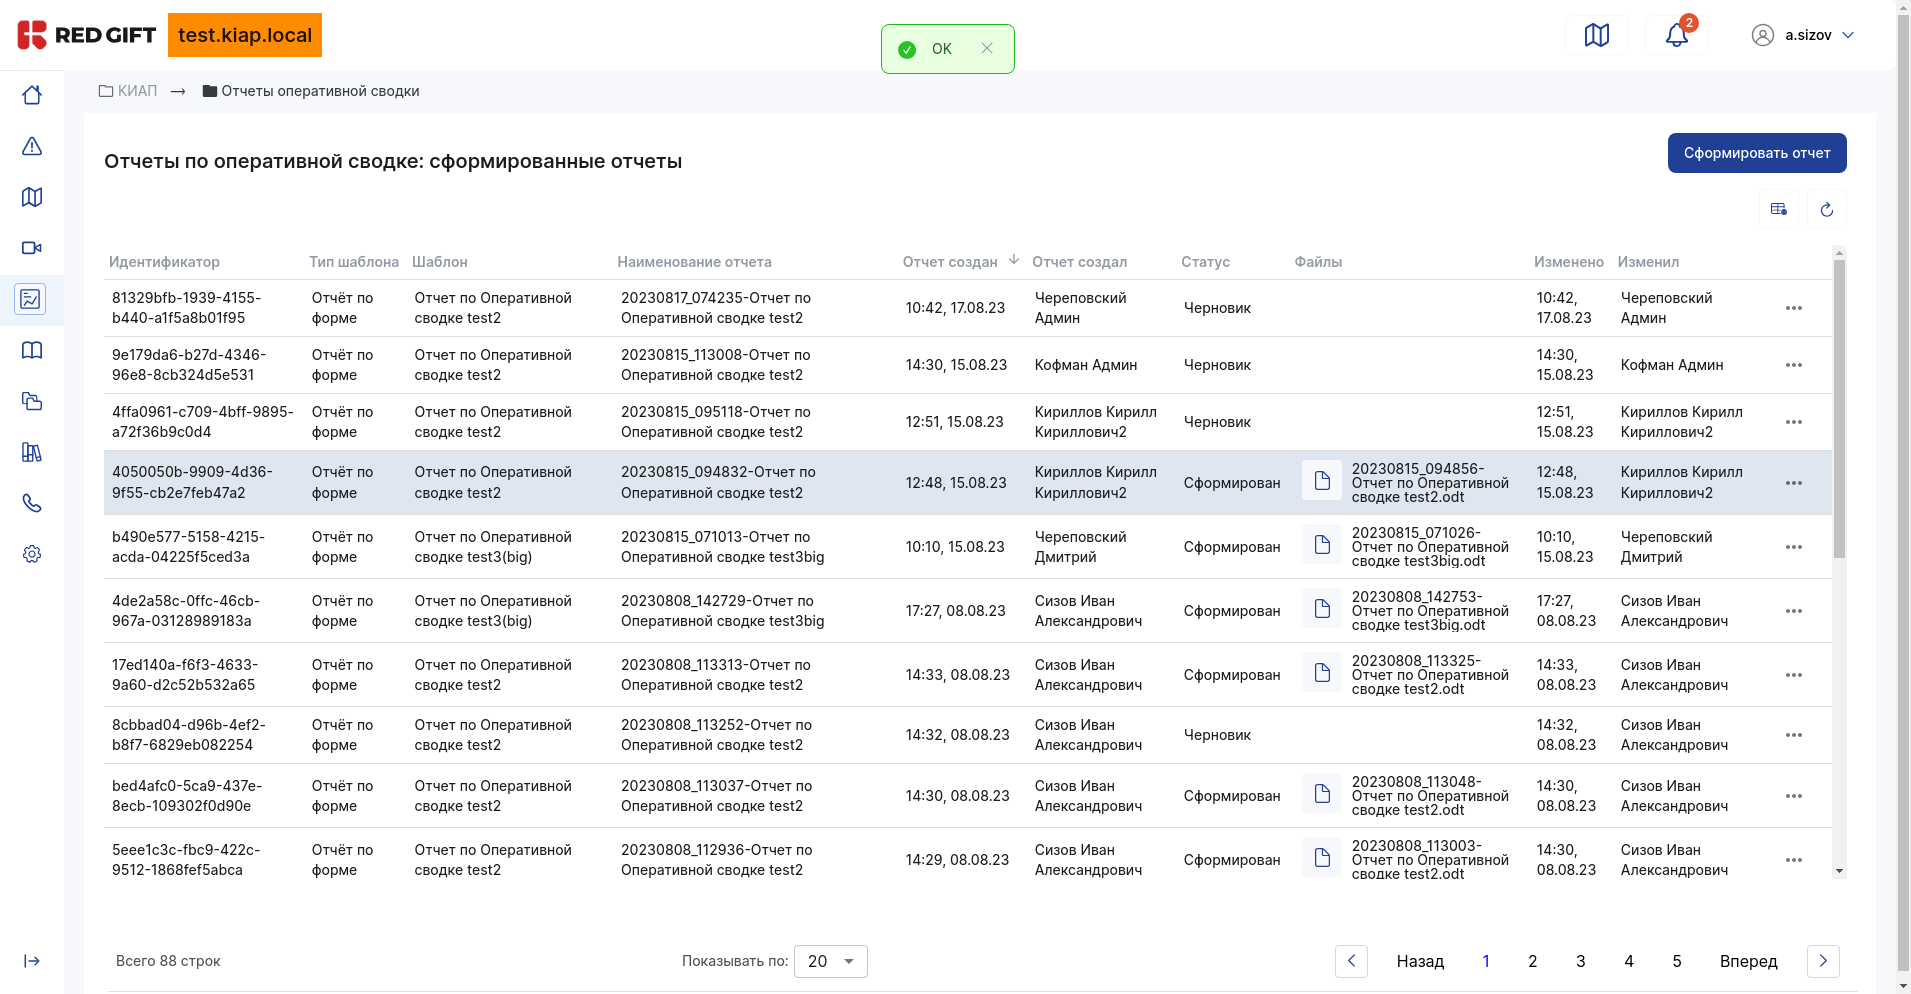 RED GIFT
test.kiap.local
OK
2
a.sizov
КИАП → Отчеты оперативной сводки
Отчеты по оперативной сводке: сформированные отчеты
Сформировать отчет
Идентификатор Тип шаблона Шаблон Наименование отчета Отчет создан Отчет создал Статус Файлы Изменено Изменил
81329bfb-1939-4155- Отчёт по Отчет по Оперативной 20230817_074235-Отчет по 10:42, 17.08.23 Череповский Черновик 10:42, Череповский
b440-a1f5a8b01f95 форме сводке test2 Оперативной сводке test2 Админ 17.08.23 Админ
9e179da6-b27d-4346- Отчёт по Отчет по Оперативной 20230815_113008-Отчет по 14:30, 15.08.23 Кофман Админ Черновик 14:30, Кофман Админ
96e8-8cb324d5e531 форме сводке test2 Оперативной сводке test2 15.08.23
4ffa0961-c709-4bff-9895- Отчёт по Отчет по Оперативной 20230815_095118-Отчет по 12:51, 15.08.23 Кириллов Кирилл Черновик 12:51, Кириллов Кирилл
a72f36b9c0d4 форме сводке test2 Оперативной сводке test2 Кириллович2 15.08.23 Кириллович2
4050050b-9909-4d36- Отчёт по Отчет по Оперативной 20230815_094832-Отчет по 12:48, 15.08.23 Кириллов Кирилл Сформирован 20230815_094856- 12:48, Кириллов Кирилл
9f55-cb2e7feb47a2 форме сводке test2 Оперативной сводке test2 Кириллович2 Отчет по Оперативной 15.08.23 Кириллович2
сводке test2.odt
b490e577-5158-4215- Отчёт по Отчет по Оперативной 20230815_071013-Отчет по 10:10, 15.08.23 Череповский Сформирован 20230815_071026- 10:10, Череповский
acda-04225f5ced3a форме сводке test3(big) Оперативной сводке test3big Дмитрий Отчет по Оперативной 15.08.23 Дмитрий
сводке test3big.odt
4de2a58c-0ffc-46cb- Отчёт по Отчет по Оперативной 20230808_142729-Отчет по 17:27, 08.08.23 Сизов Иван Сформирован 20230808_142753- 17:27, Сизов Иван
967a-03128989183a форме сводке test3(big) Оперативной сводке test3big Александрович Отчет по Оперативной 08.08.23 Александрович
сводке test3big.odt
17ed140a-f6f3-4633- Отчёт по Отчет по Оперативной 20230808_113313-Отчет по 14:33, 08.08.23 Сизов Иван Сформирован 20230808_113325- 14:33, Сизов Иван
9a60-d2c52b532a65 форме сводке test2 Оперативной сводке test2 Александрович Отчет по Оперативной 08.08.23 Александрович
сводке test2.odt
8cbbad04-d96b-4ef2- Отчёт по Отчет по Оперативной 20230808_113252-Отчет по 14:32, 08.08.23 Сизов Иван Черновик 14:32, Сизов Иван
b8f7-6829eb082254 форме сводке test2 Оперативной сводке test2 Александрович 08.08.23 Александрович
bed4afc0-5ca9-437e- Отчёт по Отчет по Оперативной 20230808_113037-Отчет по 14:30, 08.08.23 Сизов Иван Сформирован 20230808_113048- 14:30, Сизов Иван
8ecb-109302f0d90e форме сводке test2 Оперативной сводке test2 Александрович Отчет по Оперативной 08.08.23 Александрович
сводке test2.odt
5eee1c3c-fbc9-422c- Отчёт по Отчет по Оперативной 20230808_112936-Отчет по 14:29, 08.08.23 Сизов Иван Сформирован 20230808_113003- 14:30, Сизов Иван
9512-1868fef5abca форме сводке test2 Оперативной сводке test2 Александрович Отчет по Оперативной 08.08.23 Александрович
сводке test2.odt
Всего 88 строк Показывать по: 20 Назад 1 2 3 4 5 Вперед